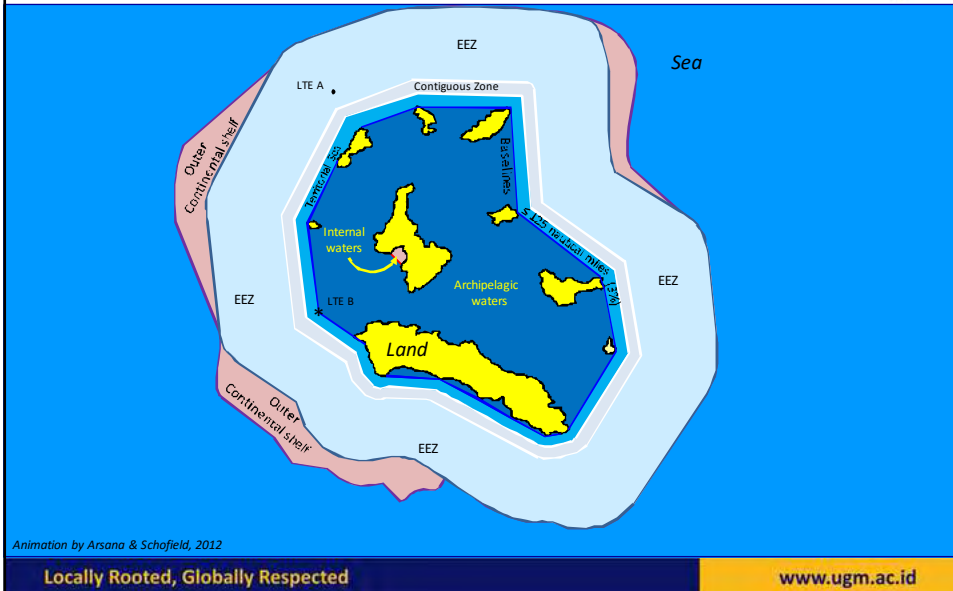 EEZ
Sea
LTE A
Contiguous Zone
Outer
Continental shelf
Territorial Sea
Baselines
≤ 125 nautical miles (3%)
Internal
waters
Archipelagic
waters
EEZ
EEZ
LTE B
Land
Outer
Continental shelf
EEZ
Animation by Arsana & Schofield, 2012
Locally Rooted, Globally Respected
www.ugm.ac.id